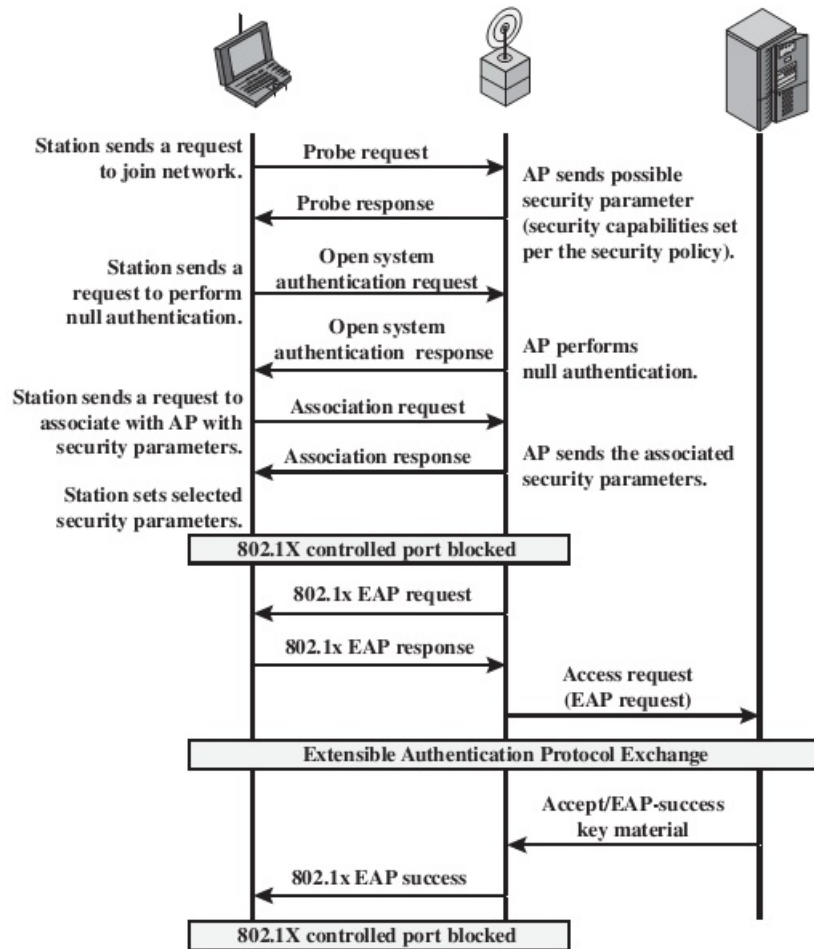 Station sends a request
to join network.
Probe request
Probe response
AP sends possible
security parameter
(security capabilities set
per the security policy).
Station sends a
request to perform
null authentication.
Open system
authentication request
Open system
authentication response
AP performs
null authentication.
Station sends a request to
associate with AP with
security parameters.
Association request
Association response
AP sends the associated
security parameters.
Station sets selected
security parameters.
802.1X controlled port blocked
802.1x EAP request
802.1x EAP response
Access request
(EAP request)
Extensible Authentication Protocol Exchange
Accept/EAP-success
key material
802.1x EAP success
802.1X controlled port blocked